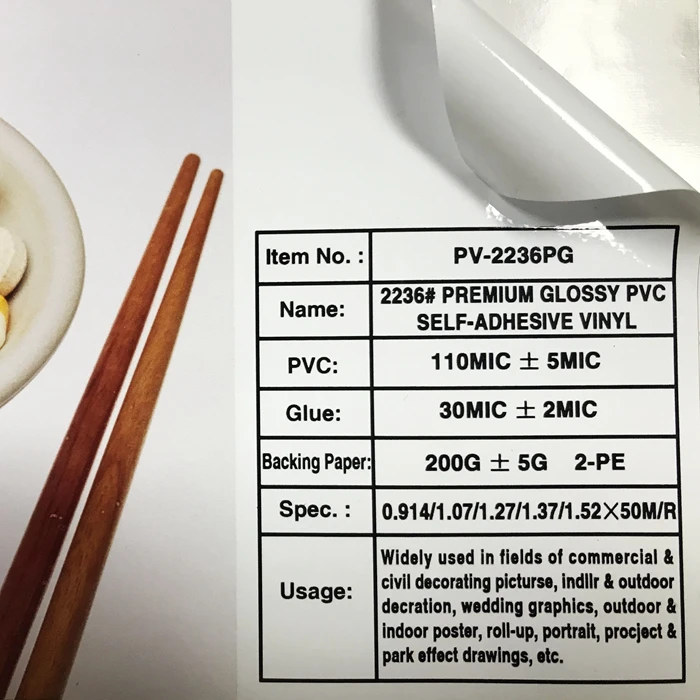 Item No. : PV-2236PG
Name: 2236# PREMIUM GLOSSY PVC
SELF-ADHESIVE VINYL
PVC: 110MIC ± 5MIC
Glue: 30MIC ± 2MIC
Backing Paper: 200G ± 5G 2-PE
Spec. : 0.914/1.07/1.27/1.37/1.52×50M/R
Usage: Widely used in fields of commercial &
civil decorating picturse, indllr & outdoor
decration, wedding graphics, outdoor &
indoor poster, roll-up, portrait, procject &
park effect drawings, etc.